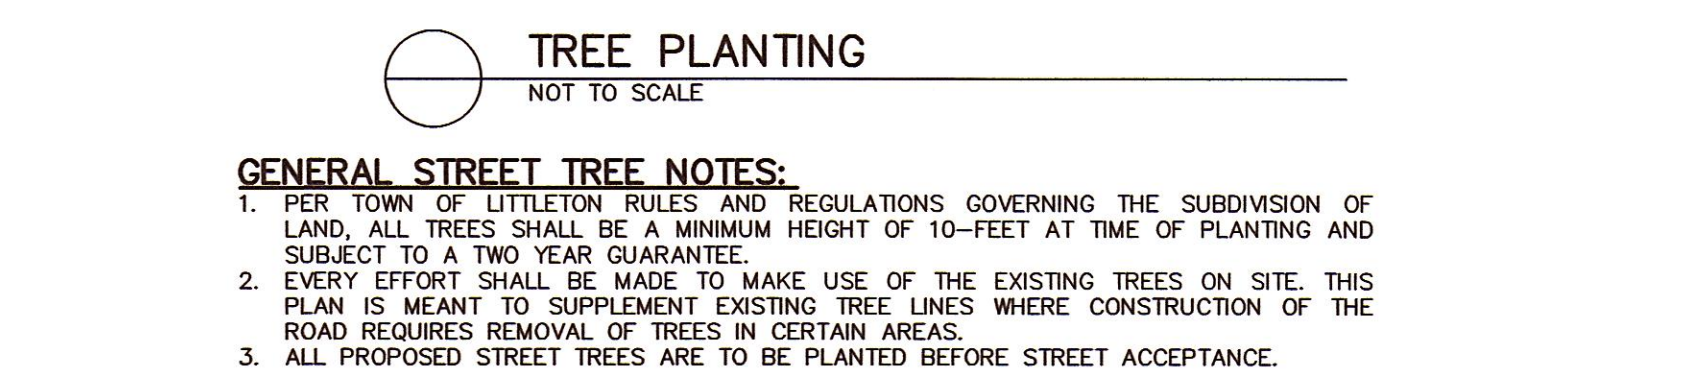 TREE PLANTING
NOT TO SCALE
GENERAL STREET TREE NOTES:
1. PER TOWN OF LITTLETON RULES AND REGULATIONS GOVERNING THE SUBDIVISION OF
LAND, ALL TREES SHALL BE A MINIMUM HEIGHT OF 10-FEET AT TIME OF PLANTING AND
SUBJECT TO A TWO YEAR GUARANTEE.
2. EVERY EFFORT SHALL BE MADE TO MAKE USE OF THE EXISTING TREES ON SITE. THIS
PLAN IS MEANT TO SUPPLEMENT EXISTING TREE LINES WHERE CONSTRUCTION OF THE
ROAD REQUIRES REMOVAL OF TREES IN CERTAIN AREAS.
3. ALL PROPOSED STREET TREES ARE TO BE PLANTED BEFORE STREET ACCEPTANCE.